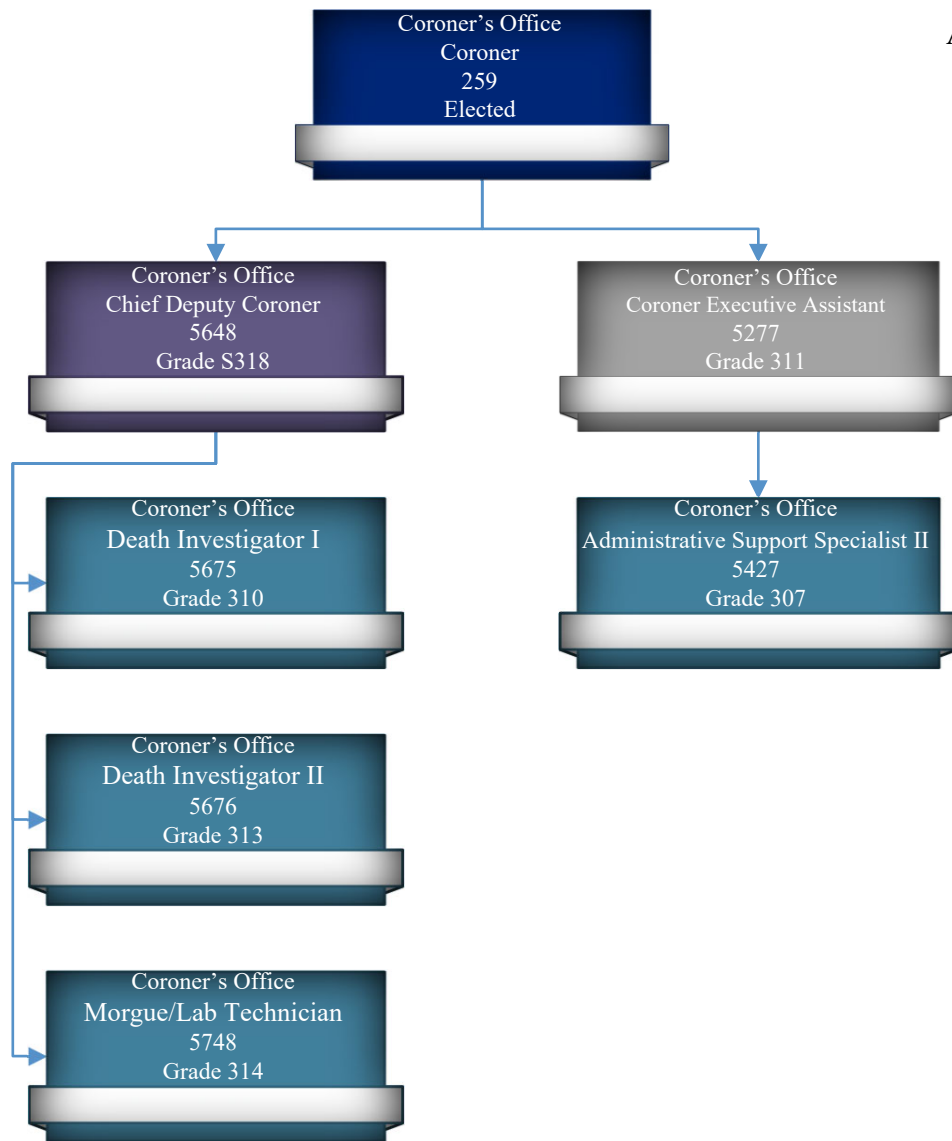 Coroner's Office
Coroner
259
Elected
A
Coroner's Office
Chief Deputy Coroner
5648
Grade S318
Coroner's Office
Coroner Executive Assistant
5277
Grade 311
Coroner's Office
Death Investigator I
5675
Grade 310
Coroner's Office
Administrative Support Specialist II
5427
Grade 307
Coroner's Office
Death Investigator II
5676
Grade 313
Coroner's Office
Morgue/Lab Technician
5748
Grade 314